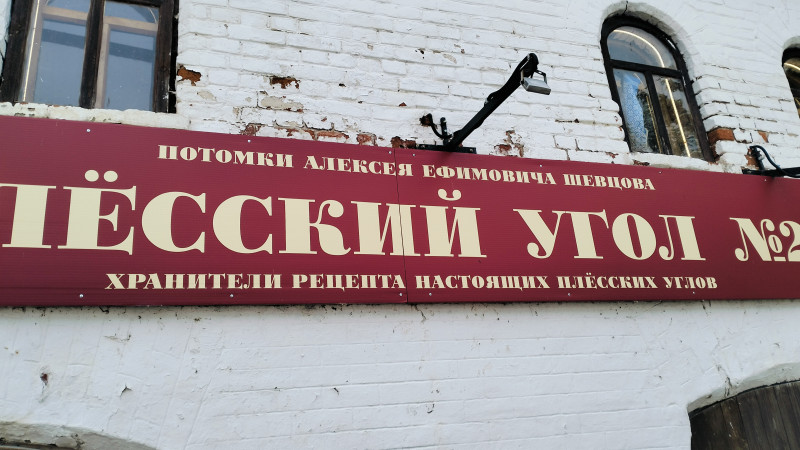 ПОТОМКИ АЛЕКСЕЯ ЕФИМОВИЧА ШЕВЦОВА
ЛЁССКИЙ УГОЛ №2
ХРАНИТЕЛИ РЕЦЕПТА НАСТОЯЩИХ ПЛЁССКИХ УГЛОВ